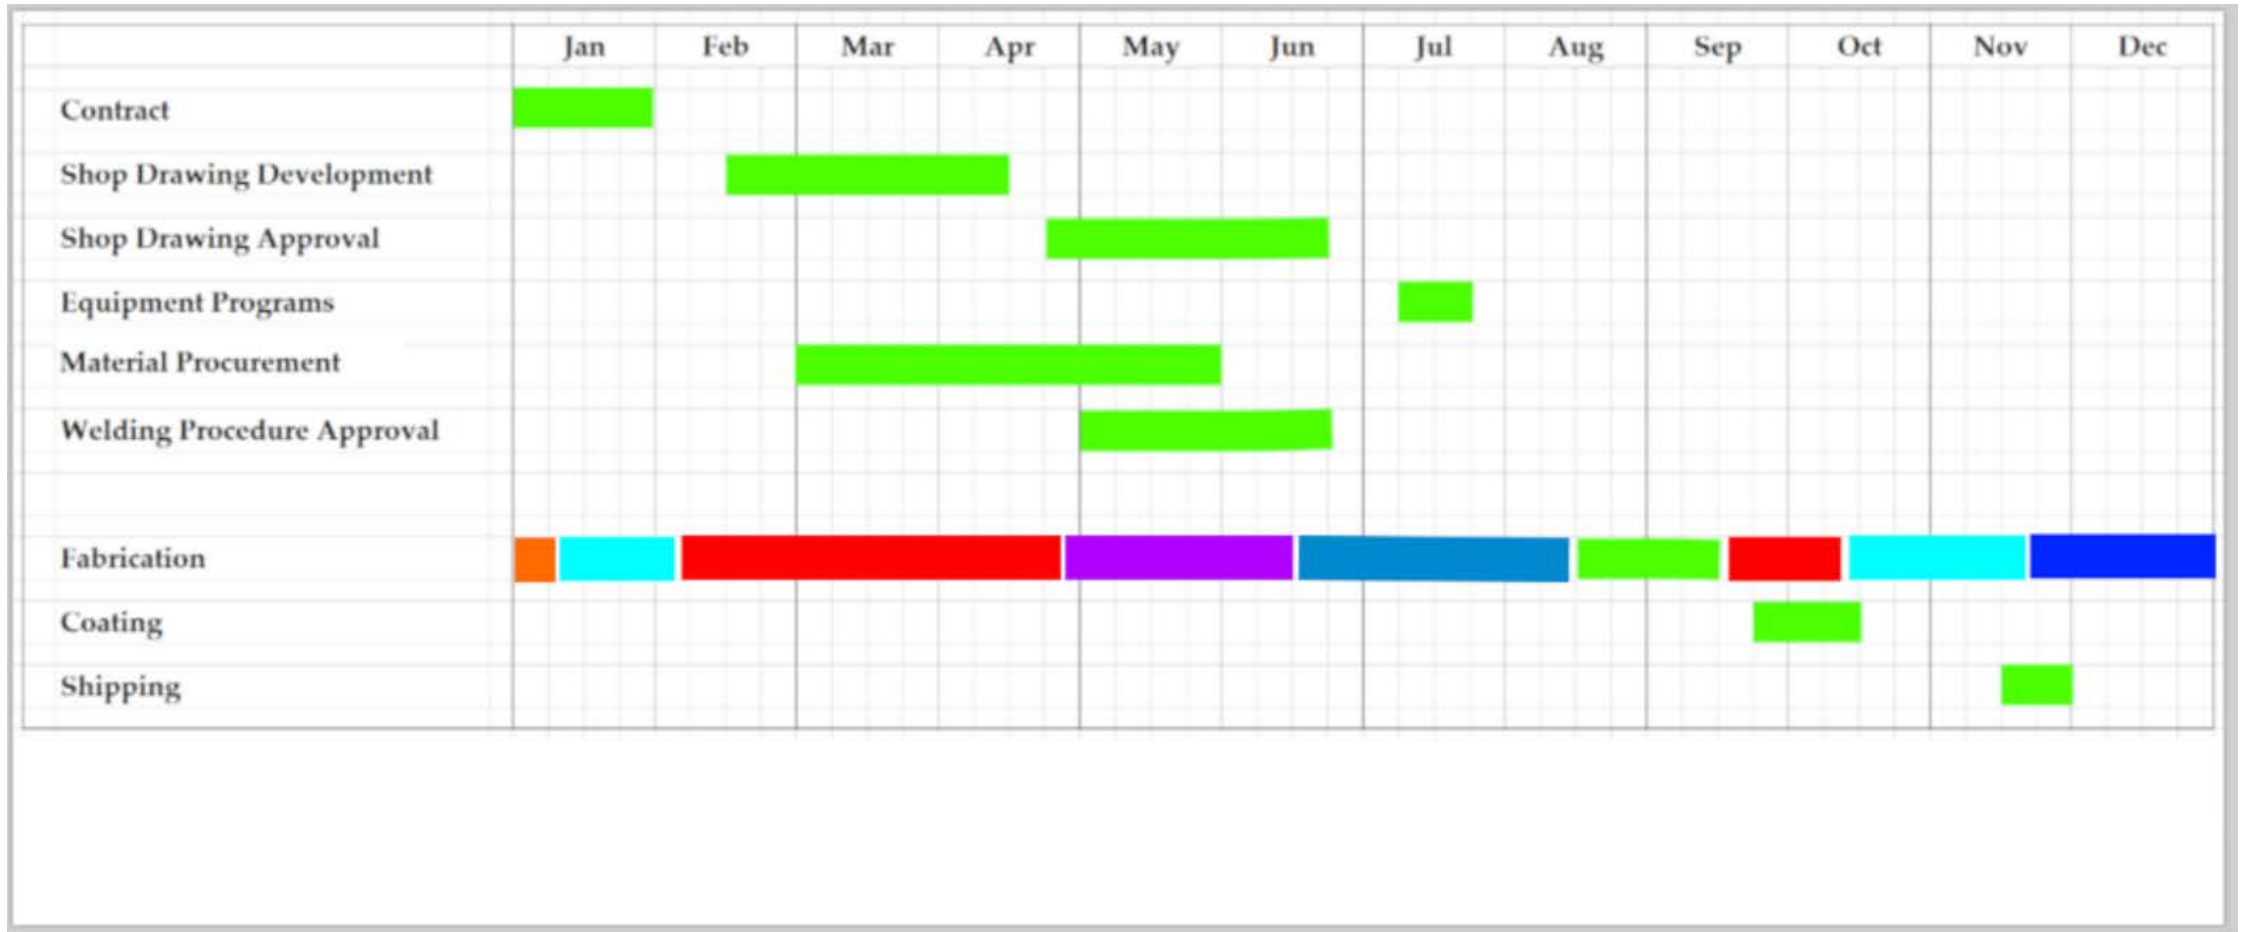 Jan Feb Mar Apr May Jun Jul Aug Sep Oct Nov Dec
Contract
Shop Drawing Development
Shop Drawing Approval
Equipment Programs
Material Procurement
Welding Procedure Approval
Fabrication
Coating
Shipping